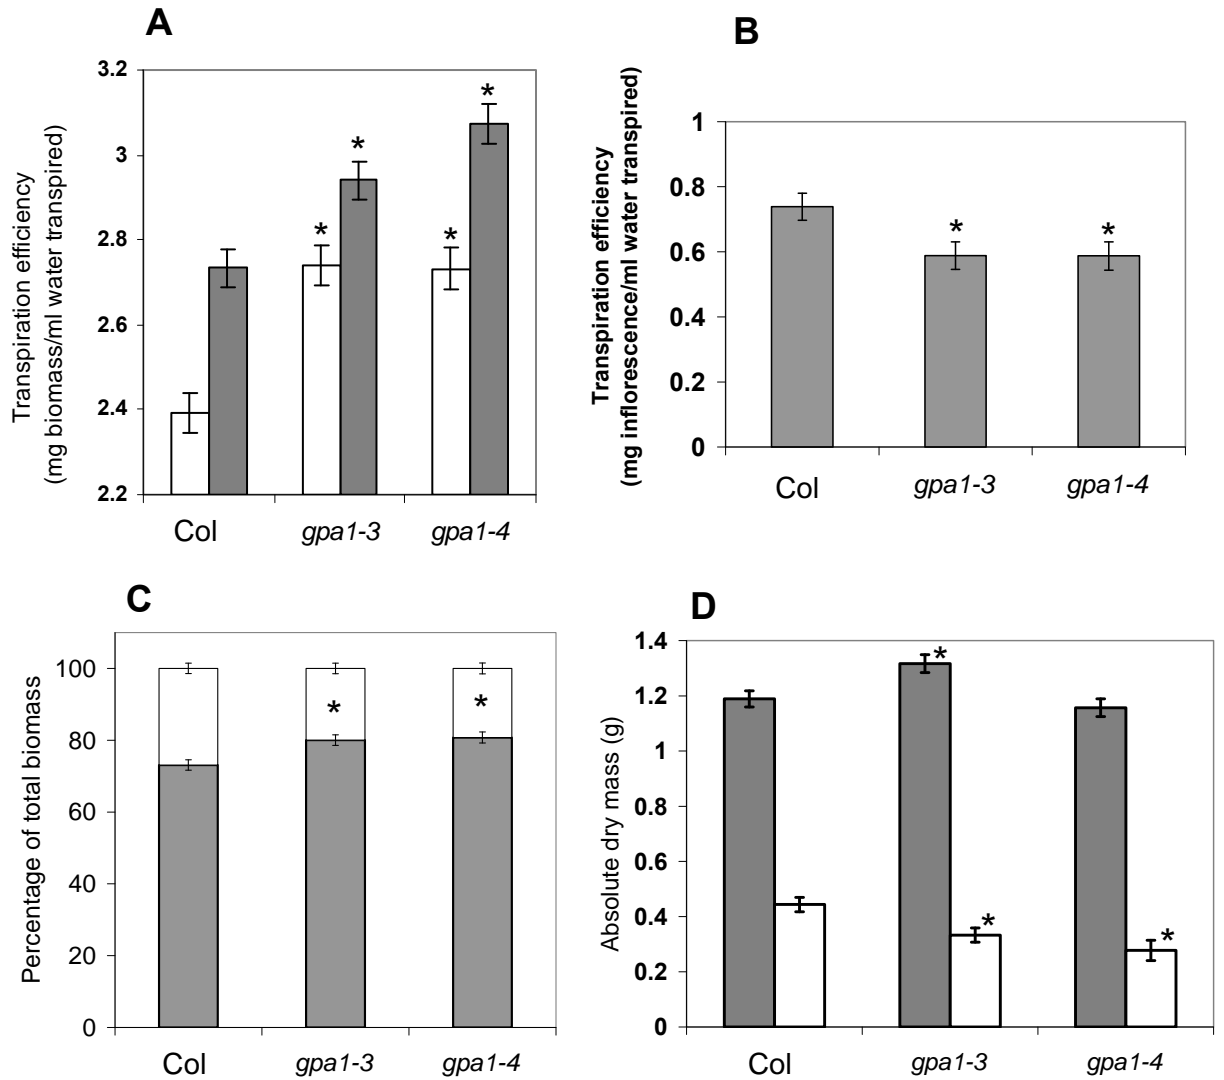 A
Transpiration efficiency
(mg biomass/ml water transpired)
3.2
3
2.8
2.6
2.4
2.2
*
*
*
*
Col
gpa1-3
gpa1-4
B
Transpiration efficiency
(mg inflorescence/ml water transpired)
1
0.8
0.6
0.4
0.2
0
*
*
Col
gpa1-3
gpa1-4
C
Percentage of total biomass
100
80
60
40
20
0
*
*
Col
gpa1-3
gpa1-4
D
Absolute dry mass (g)
1.4
1.2
1
0.8
0.6
0.4
0.2
0
*
*
*
Col
gpa1-3
gpa1-4